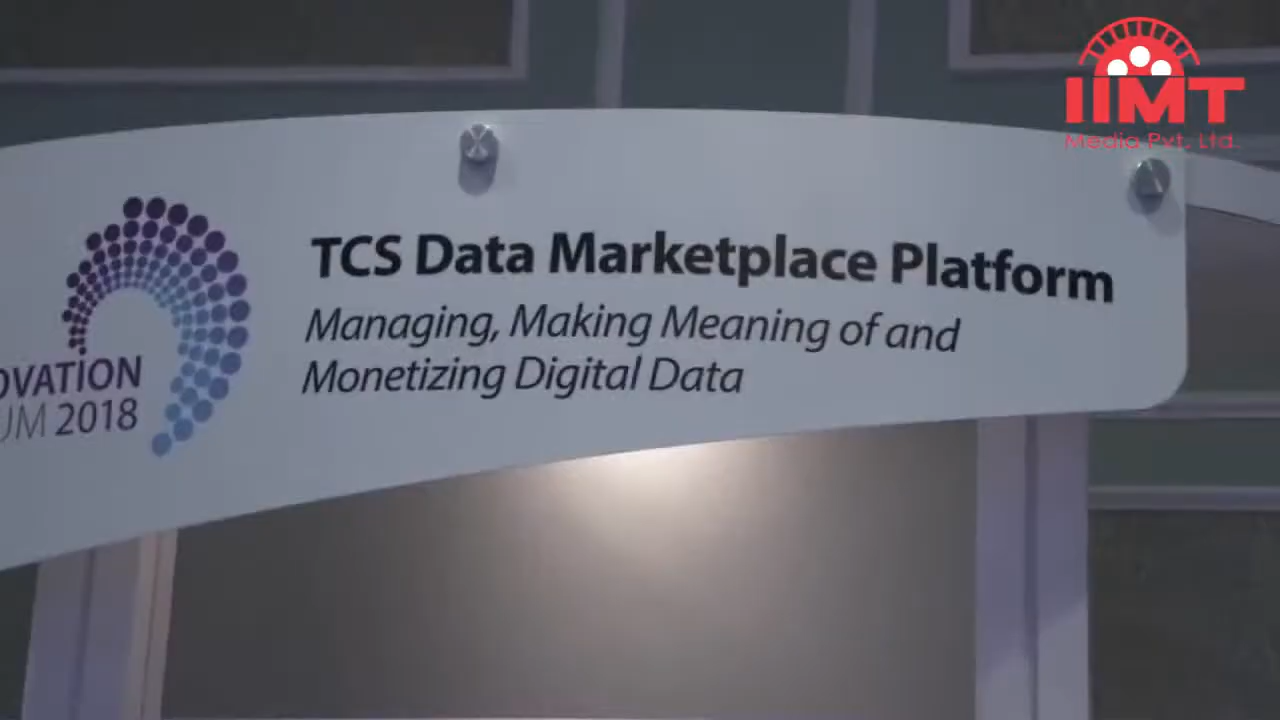 IIMT
Media Pvt. Ltd.
TCS Data Marketplace Platform
Managing, Making Meaning of and
Monetizing Digital Data
OVATION
UM 2018